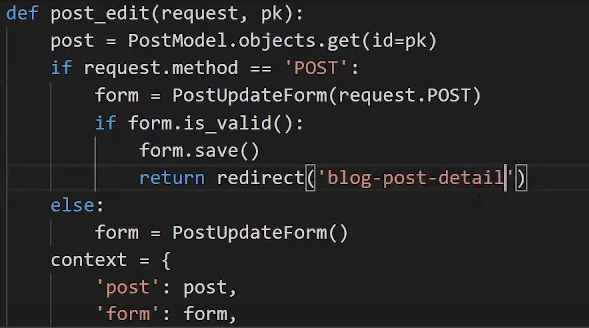 def post_edit(request, pk):
    post = PostModel.objects.get(id=pk)
    if request.method == 'POST':
        form = PostUpdateForm(request.POST)
        if form.is_valid():
            form.save()
            return redirect('blog-post-detail')
    else:
        form = PostUpdateForm()
    context = {
        'post': post,
        'form': form,